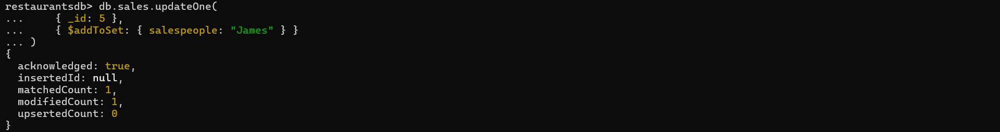 restaurantsdb> db.sales.updateOne(
...     { _id: 5 },
...     { $addToSet: { salespeople: "James" } }
... )
{
  acknowledged: true,
  insertedId: null,
  matchedCount: 1,
  modifiedCount: 1,
  upsertedCount: 0
}